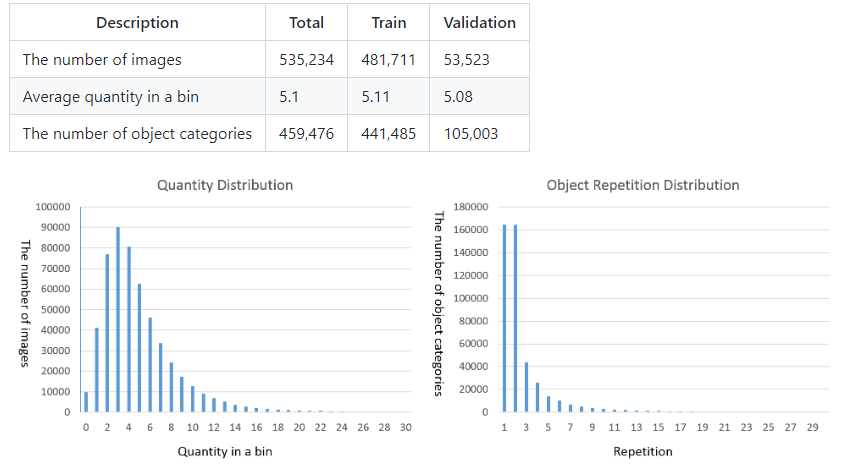 Description Total Train Validation
The number of images 535,234 481,711 53,523
Average quantity in a bin 5.1 5.11 5.08
The number of object categories 459,476 441,485 105,003
Quantity Distribution
The number of images
100000
90000
80000
70000
60000
50000
40000
30000
20000
10000
0
0 2 4 6 8 10 12 14 16 18 20 22 24 26 28 30
Quantity in a bin
Object Repetition Distribution
The number of object categories
180000
160000
140000
120000
100000
80000
60000
40000
20000
0
1 3 5 7 9 11 13 15 17 19 21 23 25 27 29
Repetition